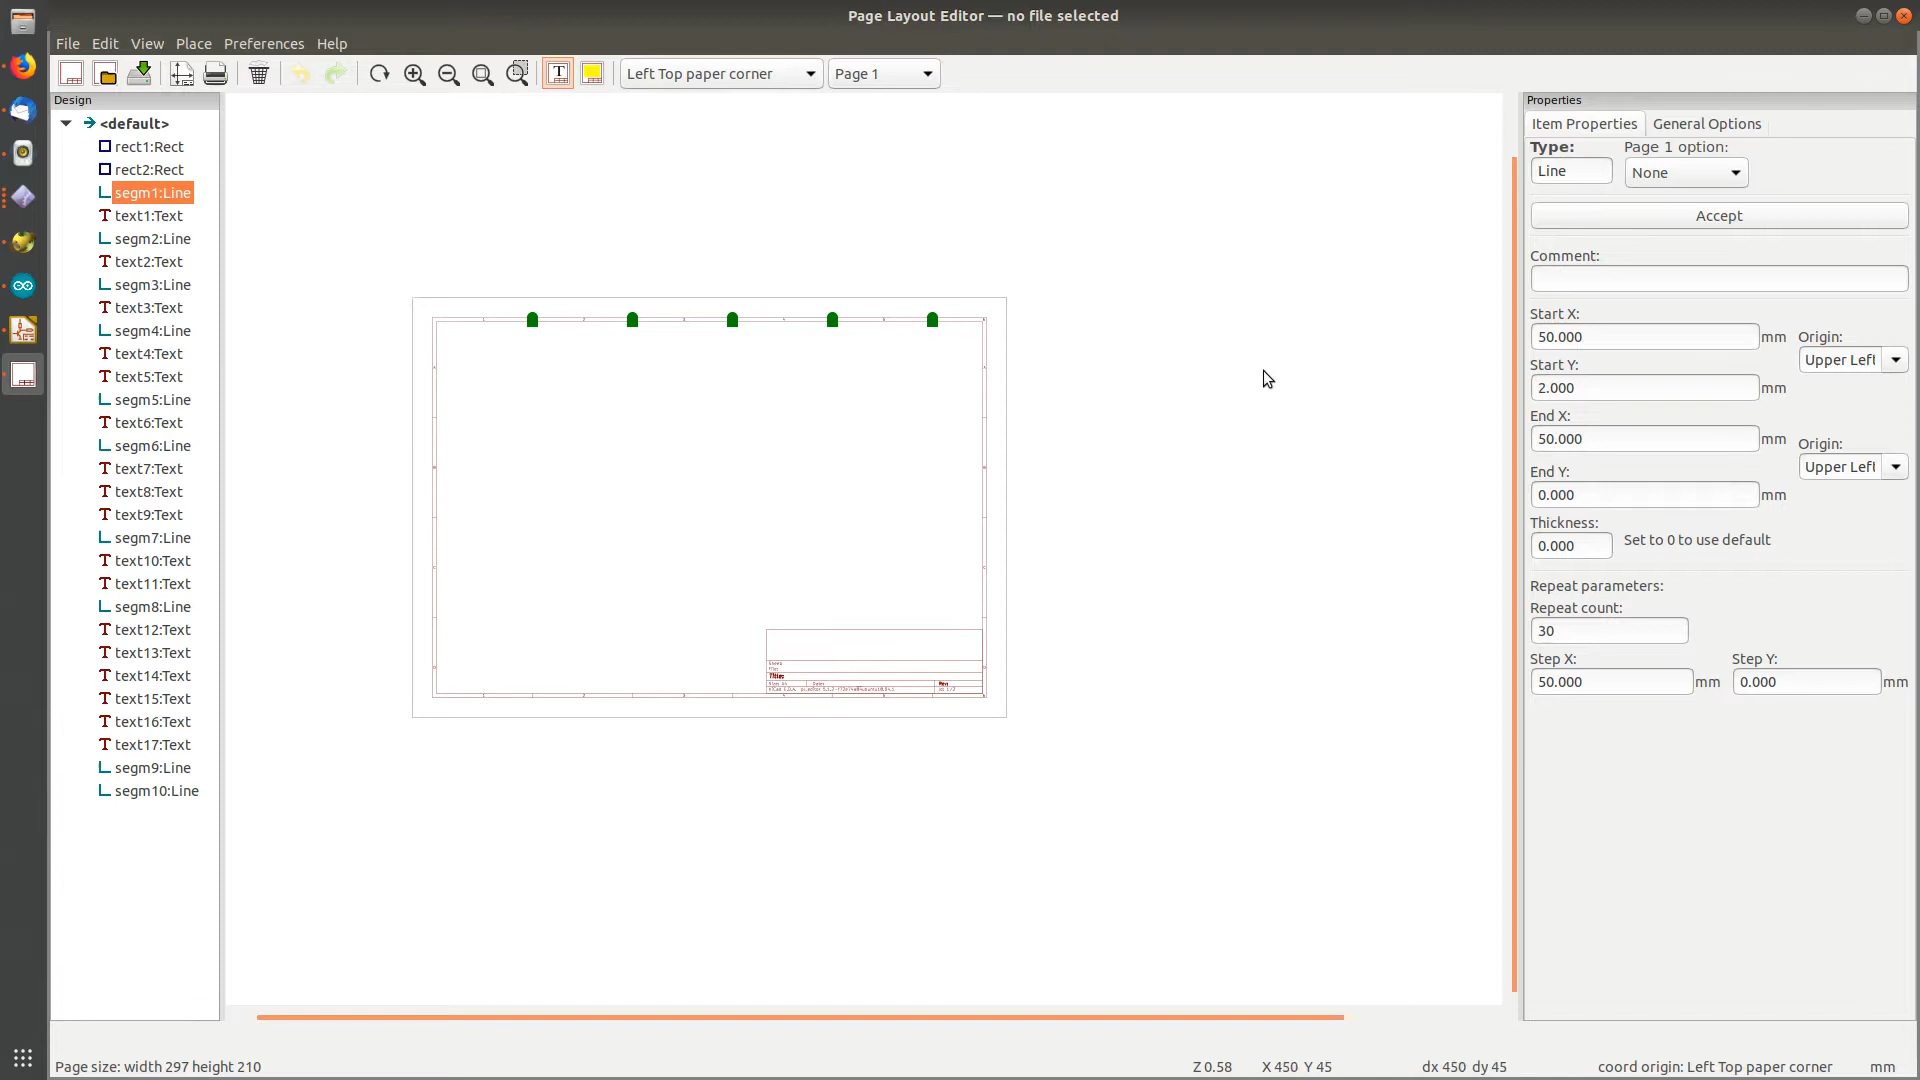 Page Layout Editor — no file selected
File Edit View Place Preferences Help
Left Top paper corner Page 1
Design
<default>
rect1:Rect
rect2:Rect
segm1:Line
text1:Text
segm2:Line
text2:Text
segm3:Line
text3:Text
segm4:Line
text4:Text
text5:Text
segm5:Line
text6:Text
segm6:Line
text7:Text
text8:Text
text9:Text
segm7:Line
text10:Text
text11:Text
segm8:Line
text12:Text
text13:Text
text14:Text
text15:Text
text16:Text
text17:Text
segm9:Line
segm10:Line
Title:
Rev
Properties
Item Properties General Options
Type: Page 1 option:
Line None
Accept
Comment:
Start X:
50.000 mm Origin:
Upper Left
Start Y:
2.000 mm
End X:
50.000 mm Origin:
Upper Left
End Y:
0.000 mm
Thickness:
0.000 Set to 0 to use default
Repeat parameters:
Repeat count:
30
Step X: Step Y:
50.000 mm 0.000 mm
Page size: width 297 height 210 Z 0.58 X 450 Y 45 dx 450 dy 45 coord origin: Left Top paper corner mm